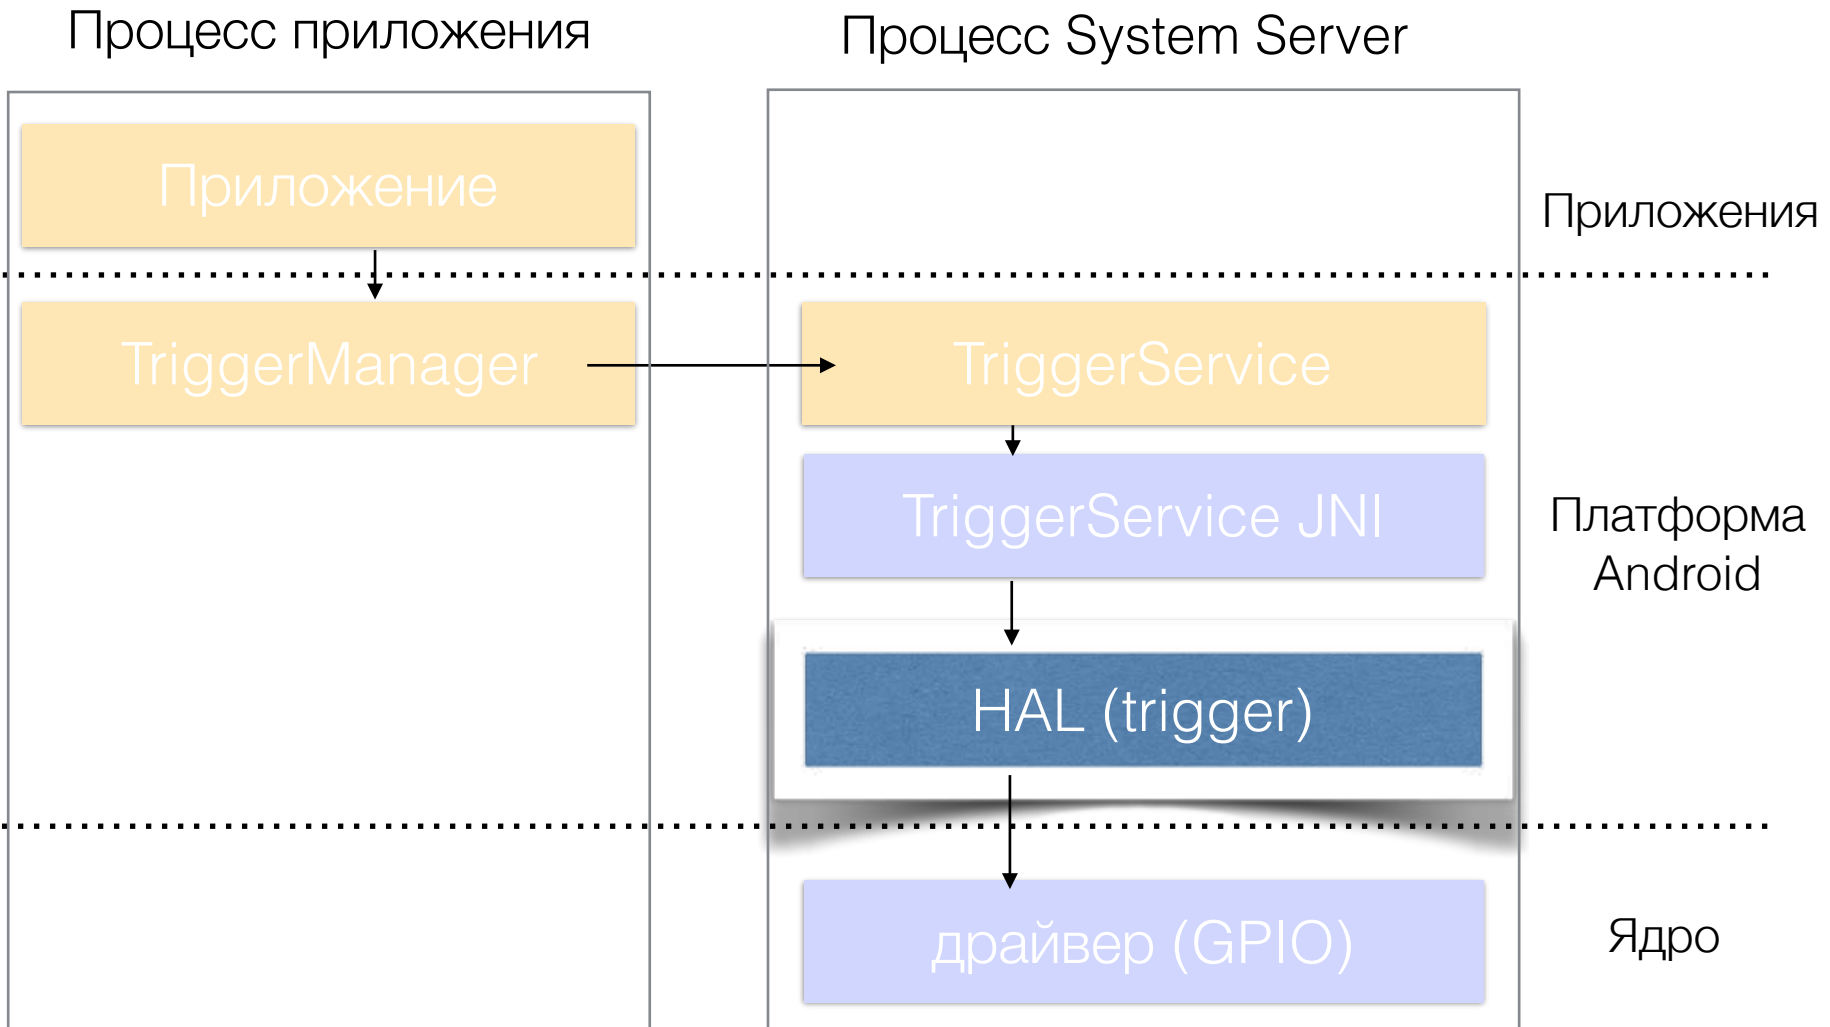 Процесс приложения
Процесс System Server
Приложение
Приложения
TriggerManager
TriggerService
TriggerService JNI
Платформа
Android
HAL (trigger)
драйвер (GPIO)
Ядро